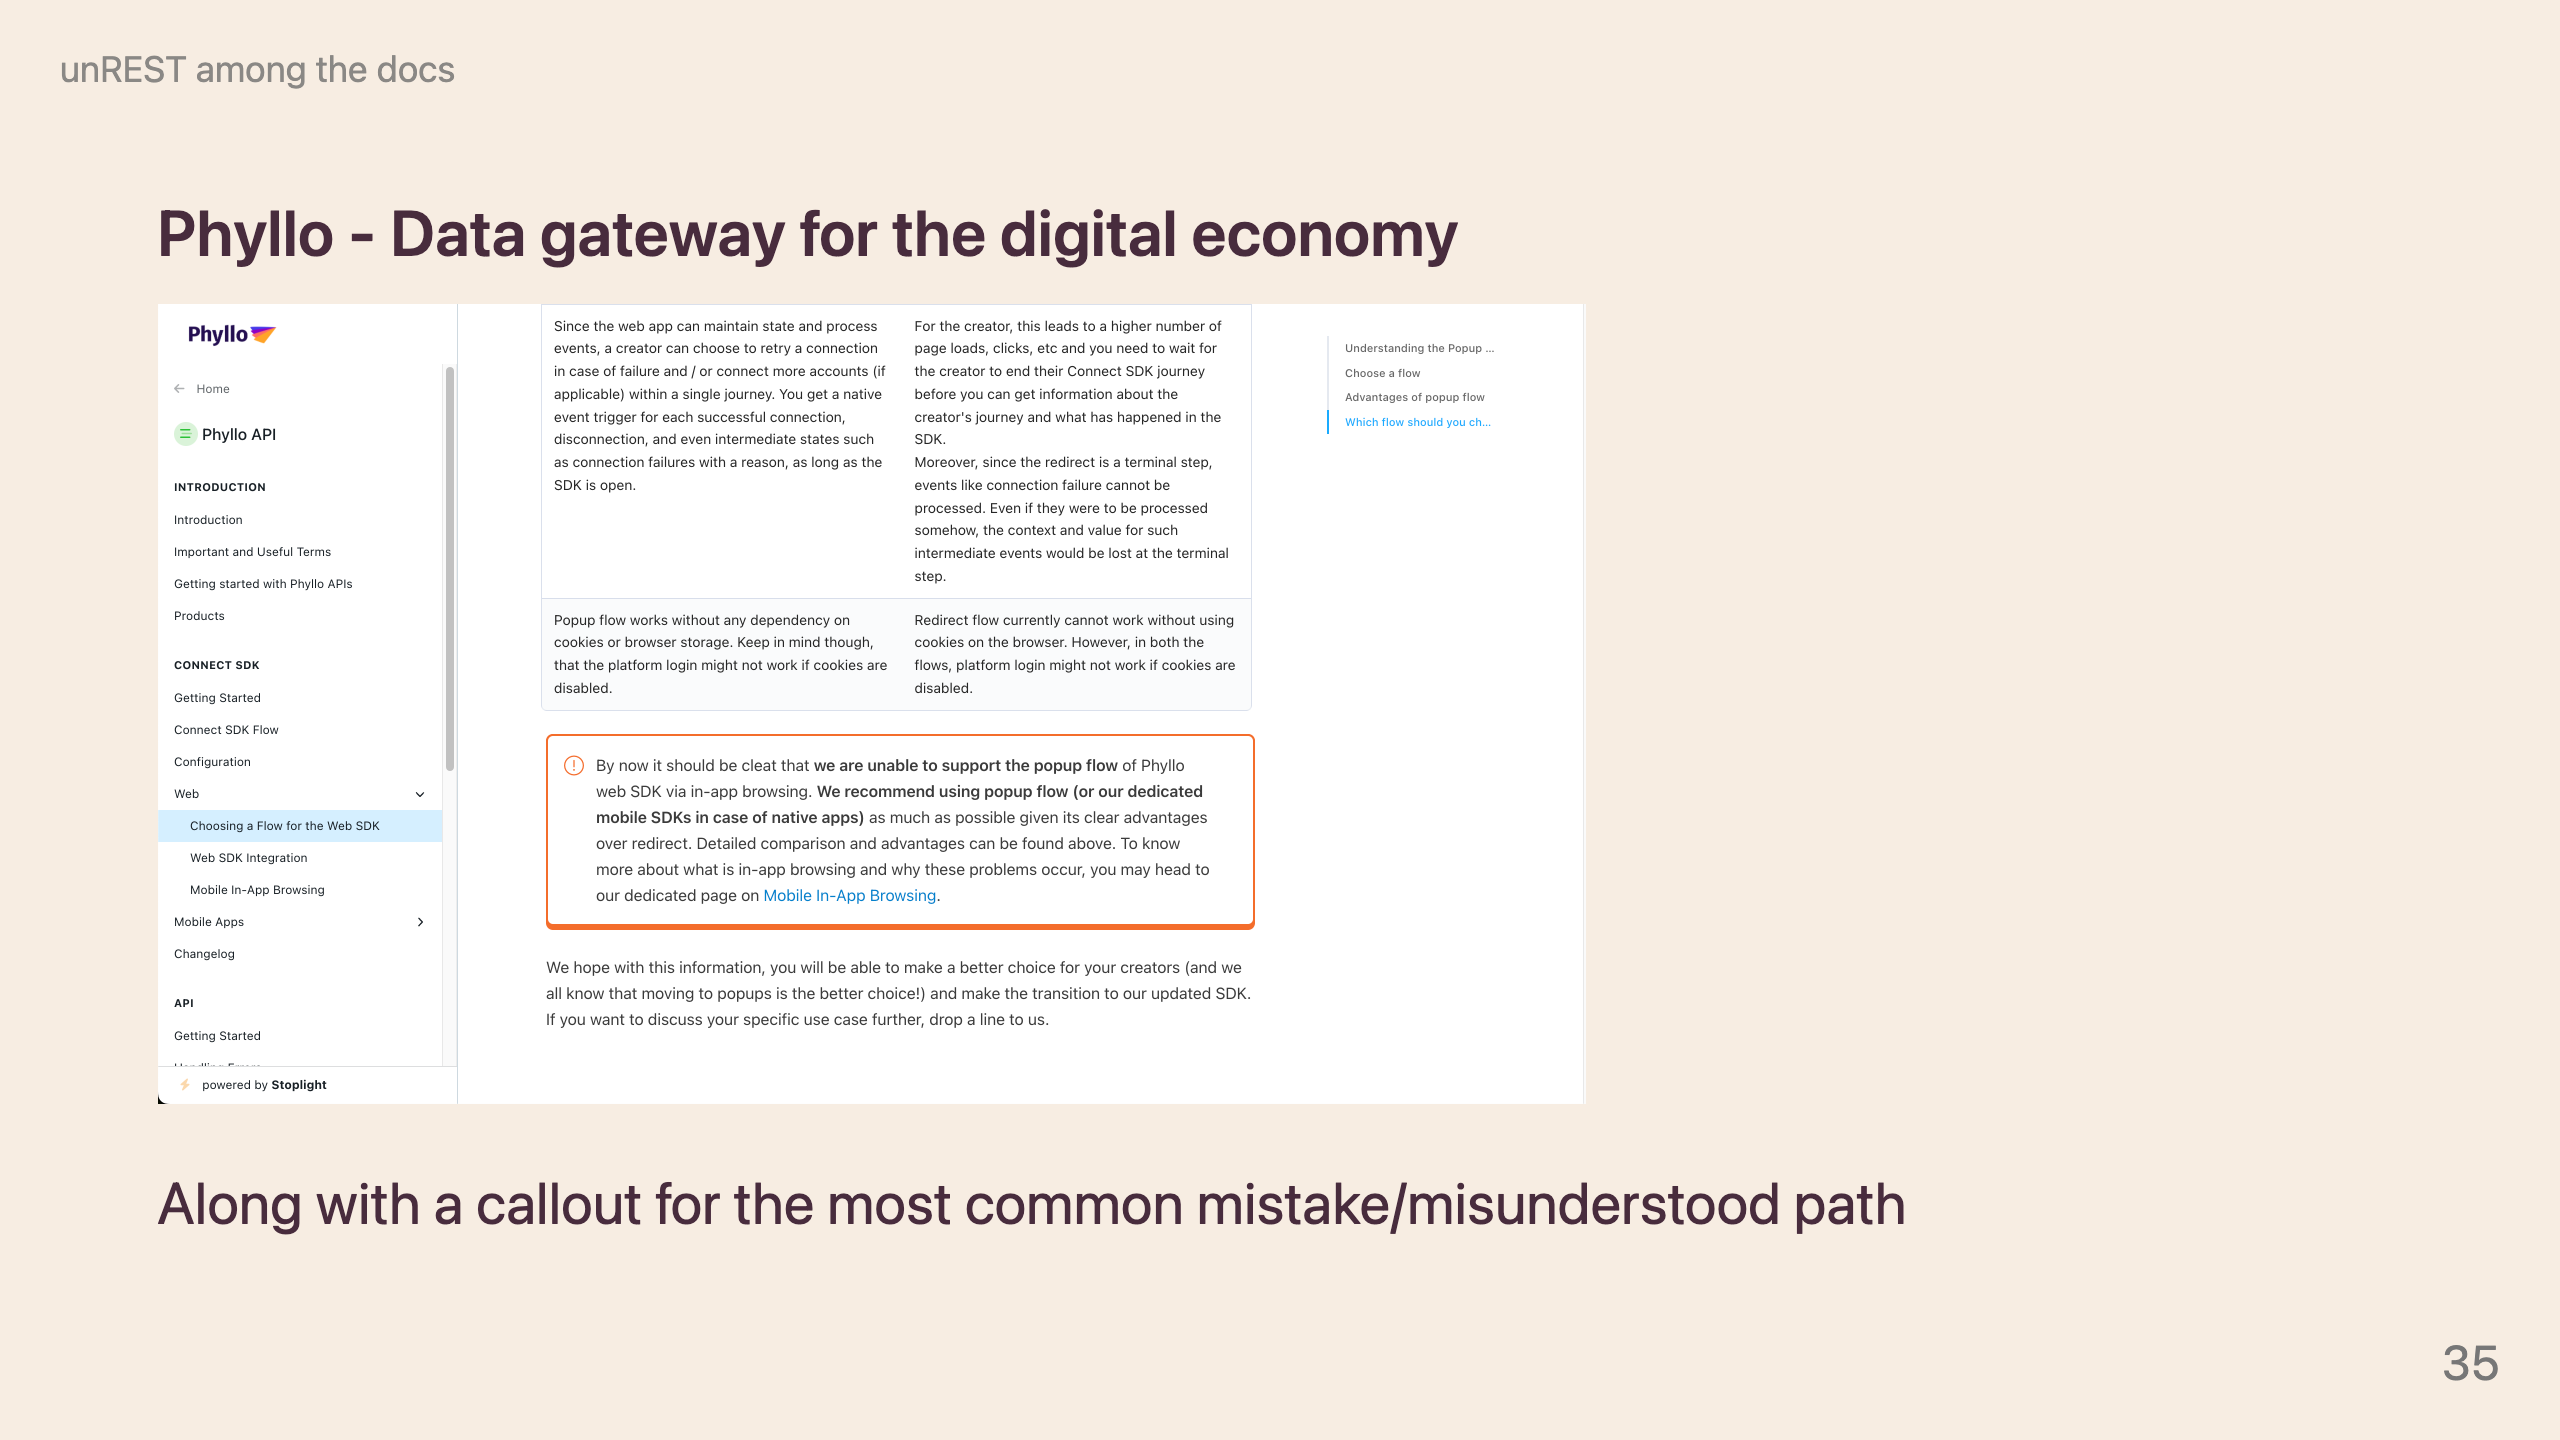 unREST among the docs
Phyllo - Data gateway for the digital economy
Phyllo
Home
Phyllo API
INTRODUCTION
Introduction
Important and Useful Terms
Getting started with Phyllo APIs
Products
CONNECT SDK
Getting Started
Connect SDK Flow
Configuration
Web
Choosing a Flow for the Web SDK
Web SDK Integration
Mobile In-App Browsing
Mobile Apps
Changelog
API
Getting Started
powered by Stoplight
Since the web app can maintain state and process
events, a creator can choose to retry a connection
in case of failure and / or connect more accounts (if
applicable) within a single journey. You get a native
event trigger for each successful connection,
disconnection, and even intermediate states such
as connection failures with a reason, as long as the
SDK is open.
For the creator, this leads to a higher number of
page loads, clicks, etc and you need to wait for
the creator to end their Connect SDK journey
before you can get information about the
creator's journey and what has happened in the
SDK.
Moreover, since the redirect is a terminal step,
events like connection failure cannot be
processed. Even if they were to be processed
somehow, the context and value for such
intermediate events would be lost at the terminal
step.
Popup flow works without any dependency on
cookies or browser storage. Keep in mind though,
that the platform login might not work if cookies are
disabled.
Redirect flow currently cannot work without using
cookies on the browser. However, in both the
flows, platform login might not work if cookies are
disabled.
By now it should be cleat that we are unable to support the popup flow of Phyllo
web SDK via in-app browsing. We recommend using popup flow (or our dedicated
mobile SDKs in case of native apps) as much as possible given its clear advantages
over redirect. Detailed comparison and advantages can be found above. To know
more about what is in-app browsing and why these problems occur, you may head to
our dedicated page on Mobile In-App Browsing.
We hope with this information, you will be able to make a better choice for your creators (and we
all know that moving to popups is the better choice!) and make the transition to our updated SDK.
If you want to discuss your specific use case further, drop a line to us.
Understanding the Popup ...
Choose a flow
Advantages of popup flow
Which flow should you ch...
Along with a callout for the most common mistake/misunderstood path
35